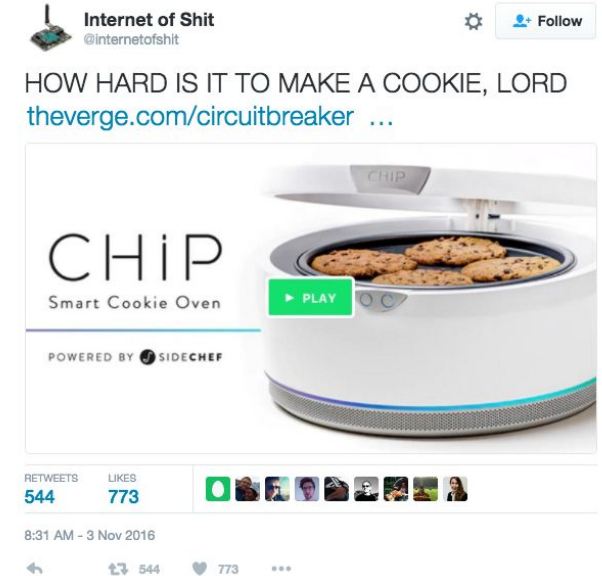 Internet of Shit
@internetofshit
Follow
HOW HARD IS IT TO MAKE A COOKIE, LORD
theverge.com/circuitbreaker ...
CHIP
CHiP
Smart Cookie Oven
PLAY
POWERED BY SIDECHEF
RETWEETS LIKES
544 773
8:31 AM - 3 Nov 2016
544 773